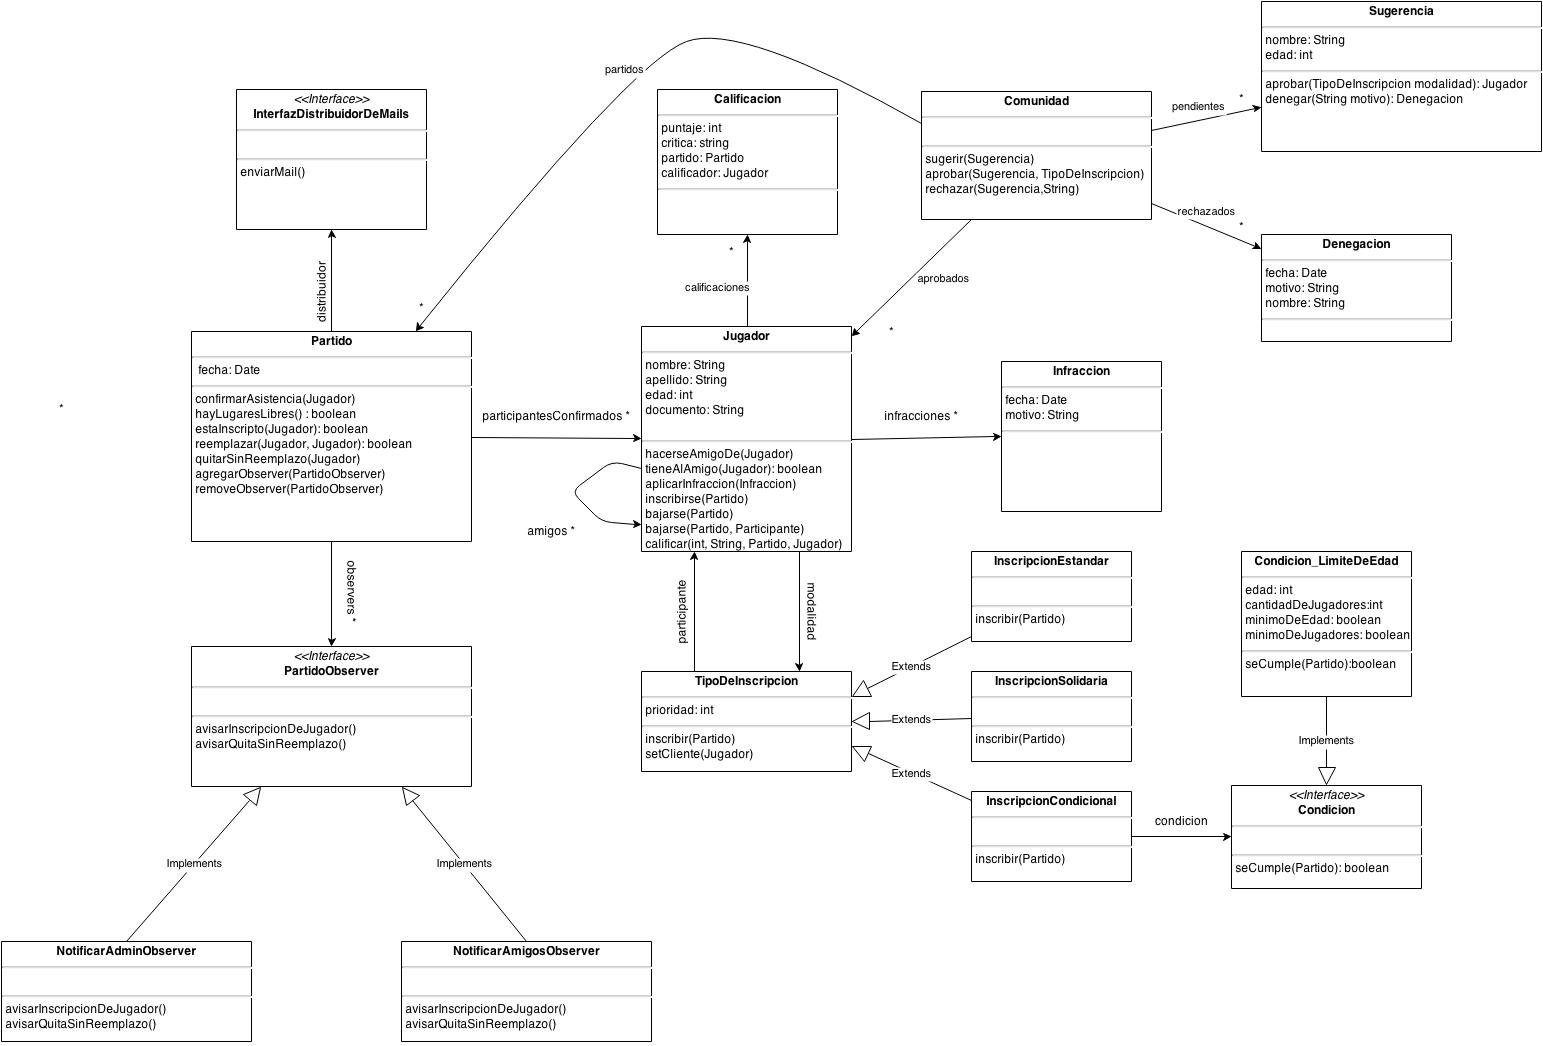 Sugerencia
nombre: String
edad: int
aprobar(TipoDeInscripcion modalidad): Jugador
denegar(String motivo): Denegacion
partidos
<<Interface>>
InterfazDistribuidorDeMails
enviarMail()
Calificacion
puntaje: int
critica: string
partido: Partido
calificador: Jugador
Comunidad
sugerir(Sugerencia)
aprobar(Sugerencia, TipoDeInscripcion)
rechazar(Sugerencia,String)
pendientes
*
rechazados
*
Denegacion
fecha: Date
motivo: String
nombre: String
distribuidor
*
calificaciones
*
aprobados
*
Partido
fecha: Date
confirmarAsistencia(Jugador)
hayLugaresLibres() : boolean
estaInscripto(Jugador): boolean
reemplazar(Jugador, Jugador): boolean
quitarSinReemplazo(Jugador)
agregarObserver(PartidoObserver)
removeObserver(PartidoObserver)
*
participantesConfirmados *
Jugador
nombre: String
apellido: String
edad: int
documento: String
hacerseAmigoDe(Jugador)
tieneAlAmigo(Jugador): boolean
aplicarInfraccion(Infraccion)
inscribirse(Partido)
bajarse(Partido)
bajarse(Partido, Participante)
calificar(int, String, Partido, Jugador)
amigos *
infracciones *
Infraccion
fecha: Date
motivo: String
observers *
participante
modalidad
<<Interface>>
PartidoObserver
avisarInscripcionDeJugador()
avisarQuitaSinReemplazo()
TipoDeInscripcion
prioridad: int
inscribir(Partido)
setCliente(Jugador)
InscripcionEstandar
inscribir(Partido)
Extends
InscripcionSolidaria
inscribir(Partido)
Extends
Extends
InscripcionCondicional
inscribir(Partido)
condicion
Condicion_LimiteDeEdad
edad: int
cantidadDeJugadores:int
minimoDeEdad: boolean
minimoDeJugadores: boolean
seCumple(Partido):boolean
Implements
<<Interface>>
Condicion
seCumple(Partido): boolean
Implements
Implements
NotificarAdminObserver
avisarInscripcionDeJugador()
avisarQuitaSinReemplazo()
NotificarAmigosObserver
avisarInscripcionDeJugador()
avisarQuitaSinReemplazo()